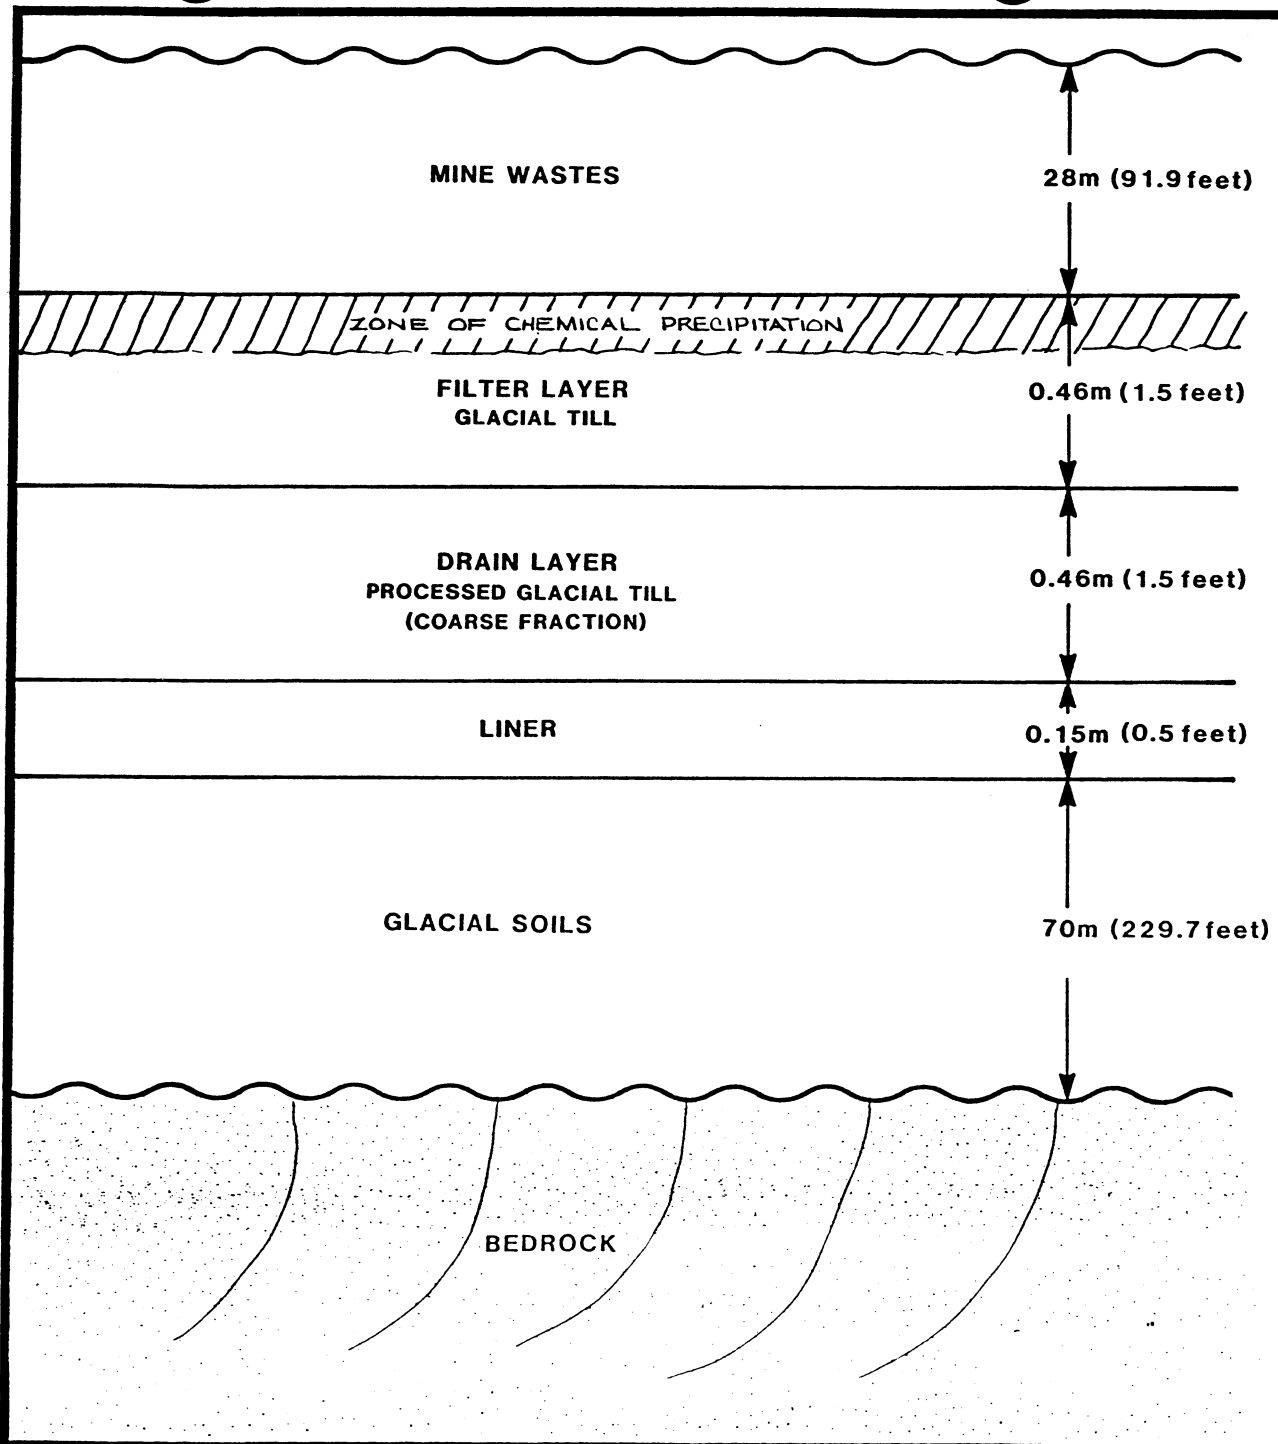 MINE WASTES
28m (91.9 feet)
ZONE OF CHEMICAL PRECIPITATION
FILTER LAYER
GLACIAL TILL
0.46m (1.5 feet)
DRAIN LAYER
PROCESSED GLACIAL TILL
(COARSE FRACTION)
0.46m (1.5 feet)
LINER
0.15m (0.5 feet)
GLACIAL SOILS
70m (229.7 feet)
BEDROCK